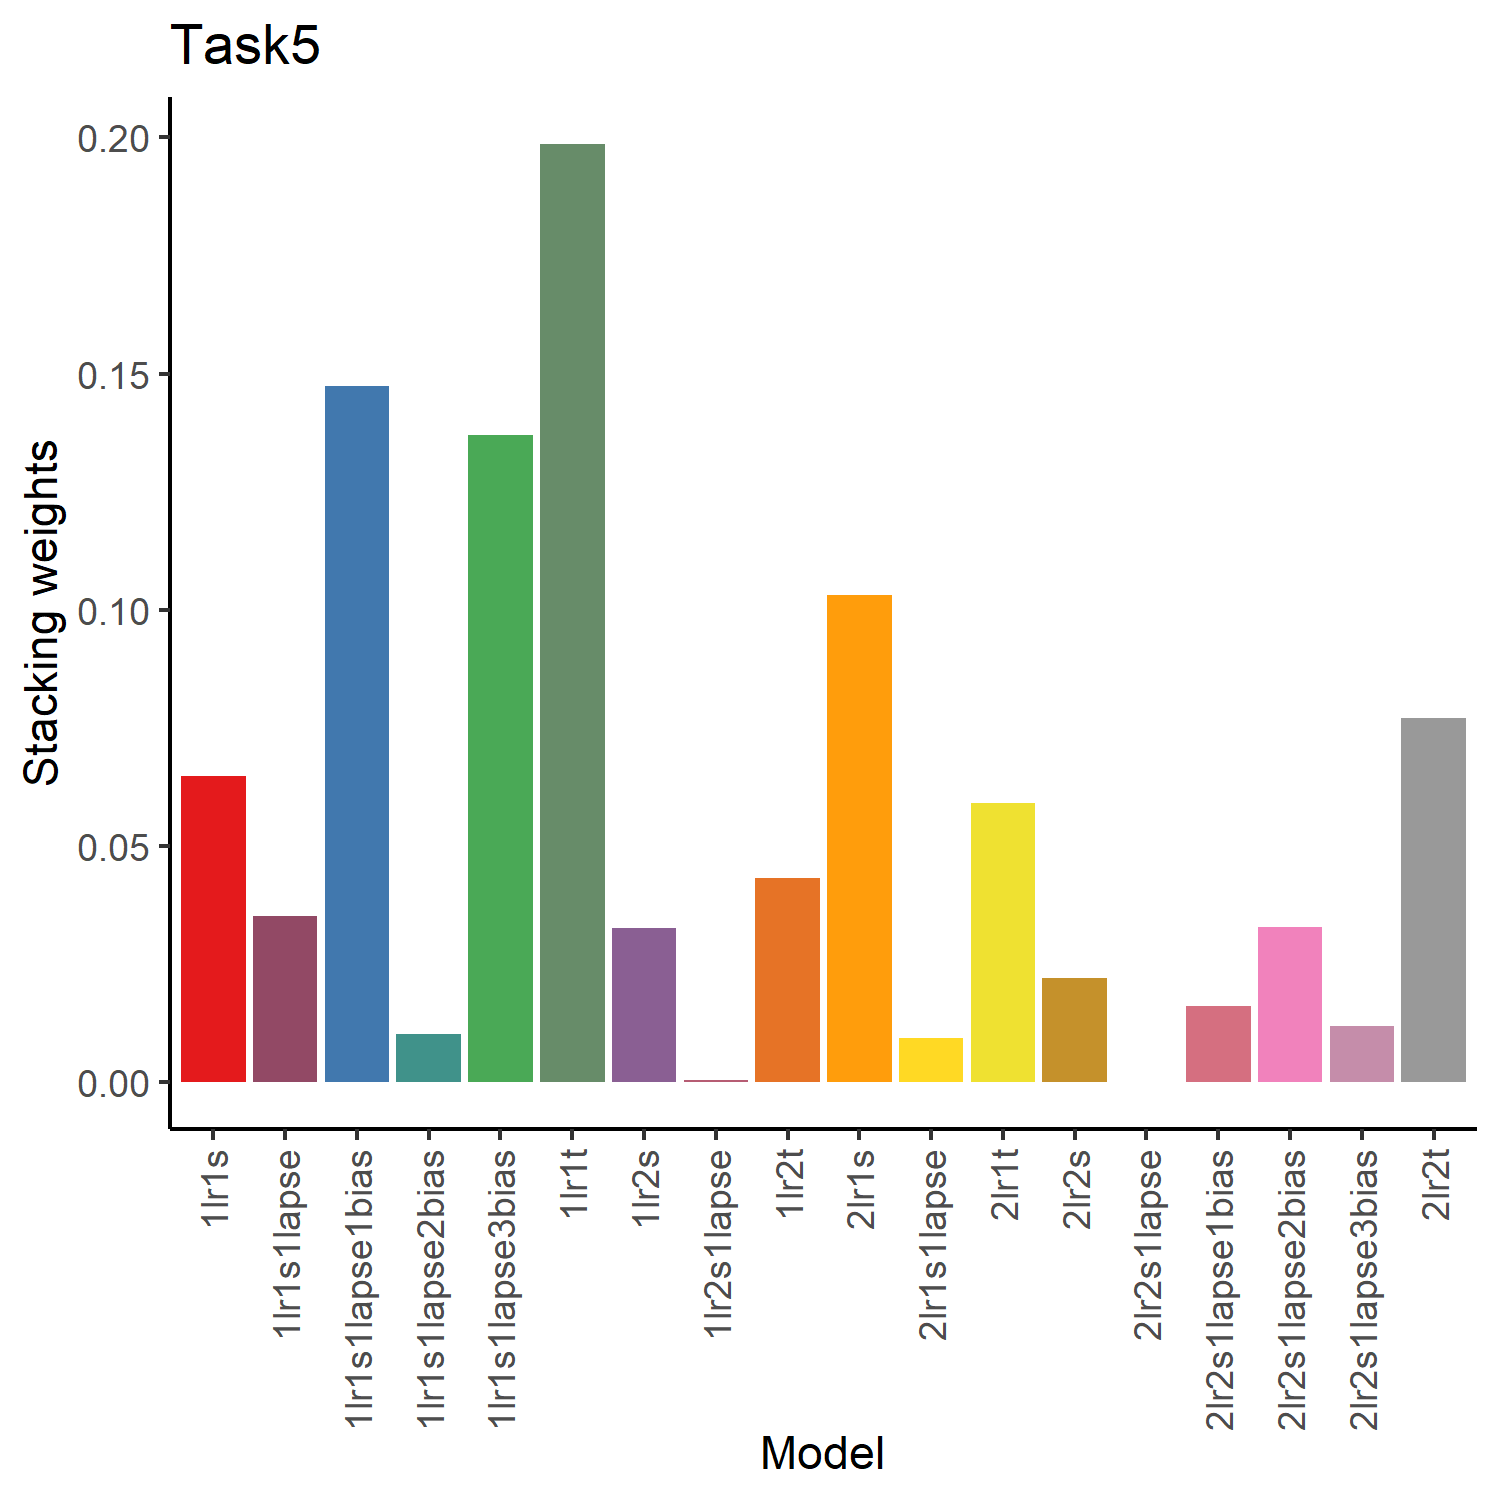 Task5
Stacking weights
0.20
0.15
0.10
0.05
0.00
1lr1s
1lr1s1lapse
1lr1s1lapse1bias
1lr1s1lapse2bias
1lr1s1lapse3bias
1lr1t
1lr2s
1lr2s1lapse
1lr2t
2lr1s
2lr1s1lapse
2lr1t
2lr2s
2lr2s1lapse
2lr2s1lapse1bias
2lr2s1lapse2bias
2lr2s1lapse3bias
2lr2t
Model